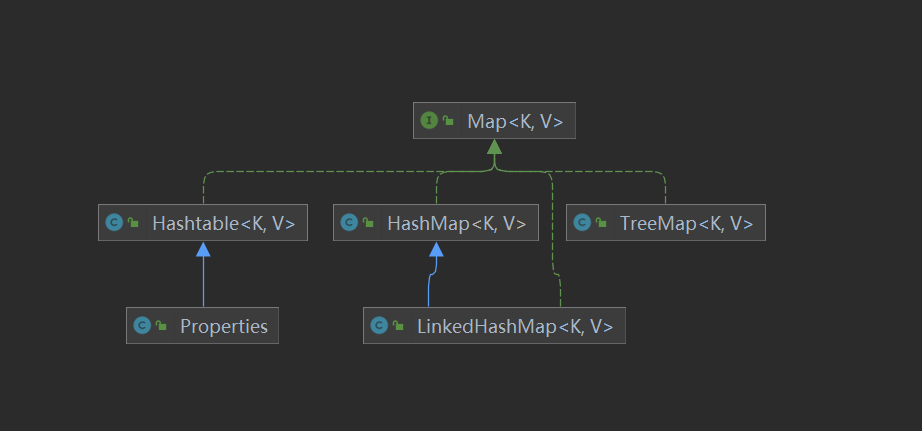 Map<K, V>
Hashtable<K, V>
HashMap<K, V>
TreeMap<K, V>
Properties
LinkedHashMap<K, V>